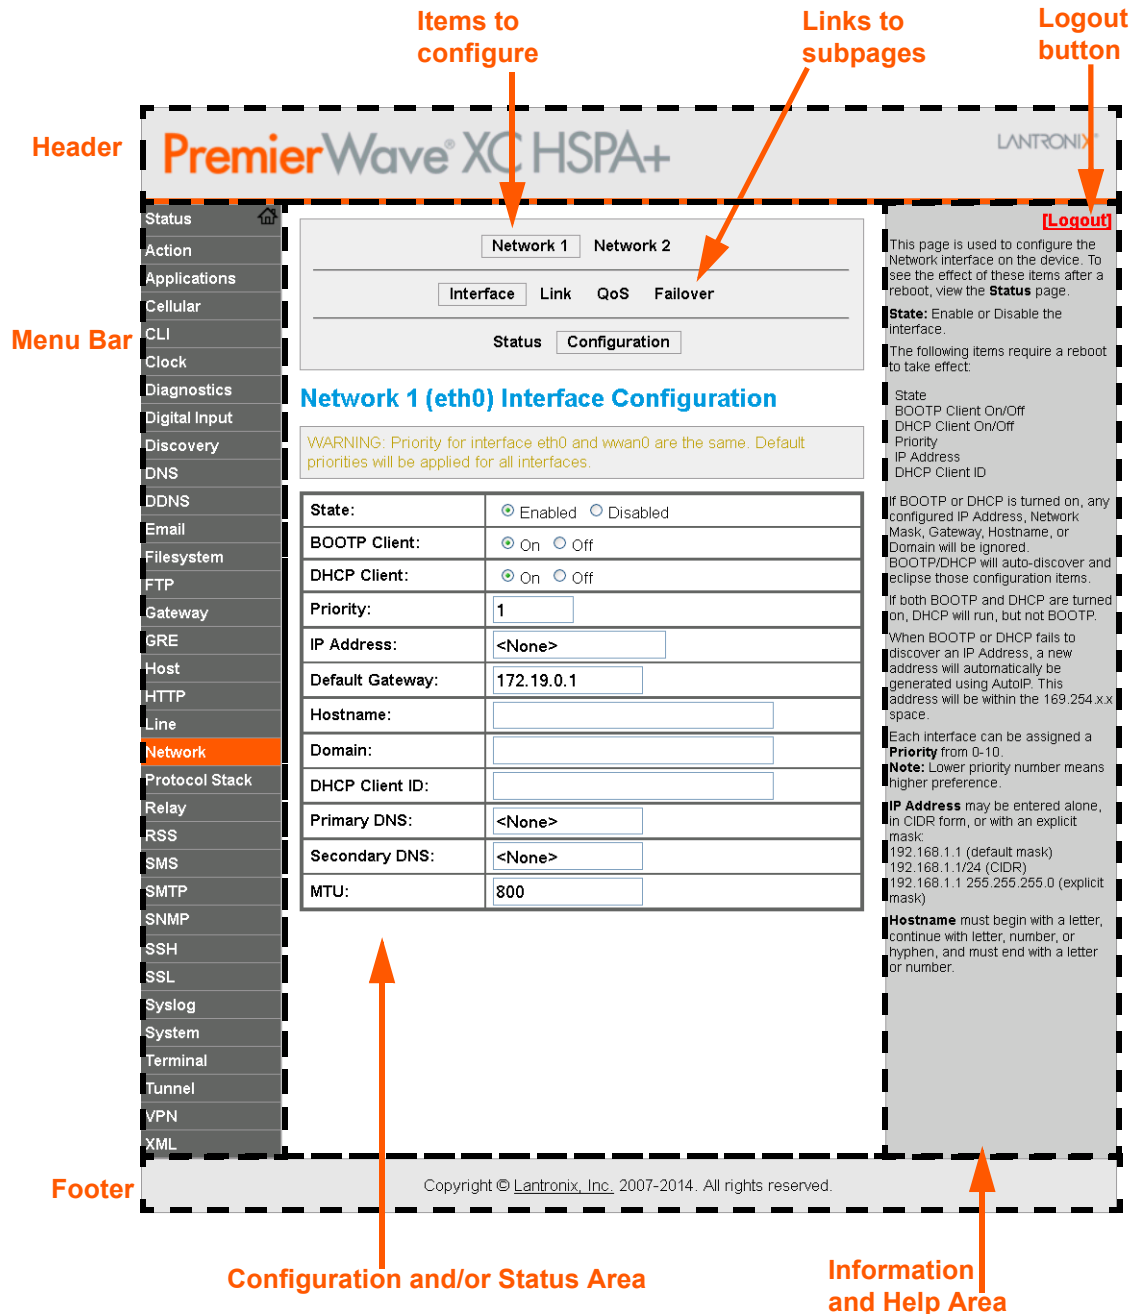 Items to
configure
Links to
subpages
Logout
button
Header
PremierWave® XC HSPA+
LANTRONIX®
Menu Bar
Status
Action
Applications
Cellular
CLI
Clock
Diagnostics
Digital Input
Discovery
DNS
DDNS
Email
Filesystem
FTP
Gateway
GRE
Host
HTTP
Line
Network
Protocol Stack
Relay
RSS
SMS
SMTP
SNMP
SSH
SSL
Syslog
System
Terminal
Tunnel
VPN
XML
Network 1 Network 2
Interface Link QoS Failover
Status Configuration
Network 1 (eth0) Interface Configuration
WARNING: Priority for interface eth0 and wwan0 are the same. Default
priorities will be applied for all interfaces.
State: Enabled Disabled
BOOTP Client: On Off
DHCP Client: On Off
Priority: 1
IP Address: <None>
Default Gateway: 172.19.0.1
Hostname:
Domain:
DHCP Client ID:
Primary DNS: <None>
Secondary DNS: <None>
MTU: 800
[Logout]
This page is used to configure the
Network interface on the device. To
see the effect of these items after a
reboot, view the Status page.
State: Enable or Disable the
interface.
The following items require a reboot
to take effect:
State
BOOTP Client On/Off
DHCP Client On/Off
Priority
IP Address
DHCP Client ID
If BOOTP or DHCP is turned on, any
configured IP Address, Network
Mask, Gateway, Hostname, or
Domain will be ignored.
BOOTP/DHCP will auto-discover and
eclipse those configuration items.
If both BOOTP and DHCP are turned
on, DHCP will run, but not BOOTP.
When BOOTP or DHCP fails to
discover an IP Address, a new
address will automatically be
generated using AutoIP. This
address will be within the 169.254.x.x
space.
Each interface can be assigned a
Priority from 0-10.
Note: Lower priority number means
higher preference.
IP Address may be entered alone,
in CIDR form, or with an explicit
mask:
192.168.1.1 (default mask)
192.168.1.1/24 (CIDR)
192.168.1.1 255.255.255.0 (explicit
mask)
Hostname must begin with a letter,
continue with letter, number, or
hyphen, and must end with a letter
or number.
Footer
Copyright © Lantronix, Inc. 2007-2014. All rights reserved.
Configuration and/or Status Area
Information
and Help Area